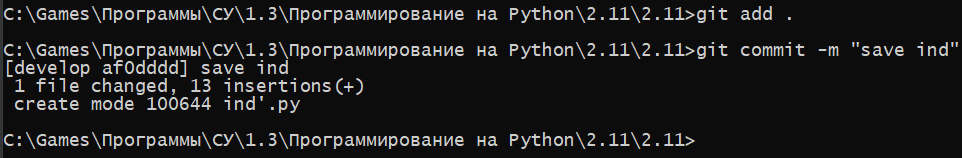 C:\Games\Программы\СУ\1.3\Программирование на Python\2.11\2.11>git add .
C:\Games\Программы\СУ\1.3\Программирование на Python\2.11\2.11>git commit -m "save ind"
[develop af0dddd] save ind
1 file changed, 13 insertions(+)
create mode 100644 ind'.py
C:\Games\Программы\СУ\1.3\Программирование на Python\2.11\2.11>